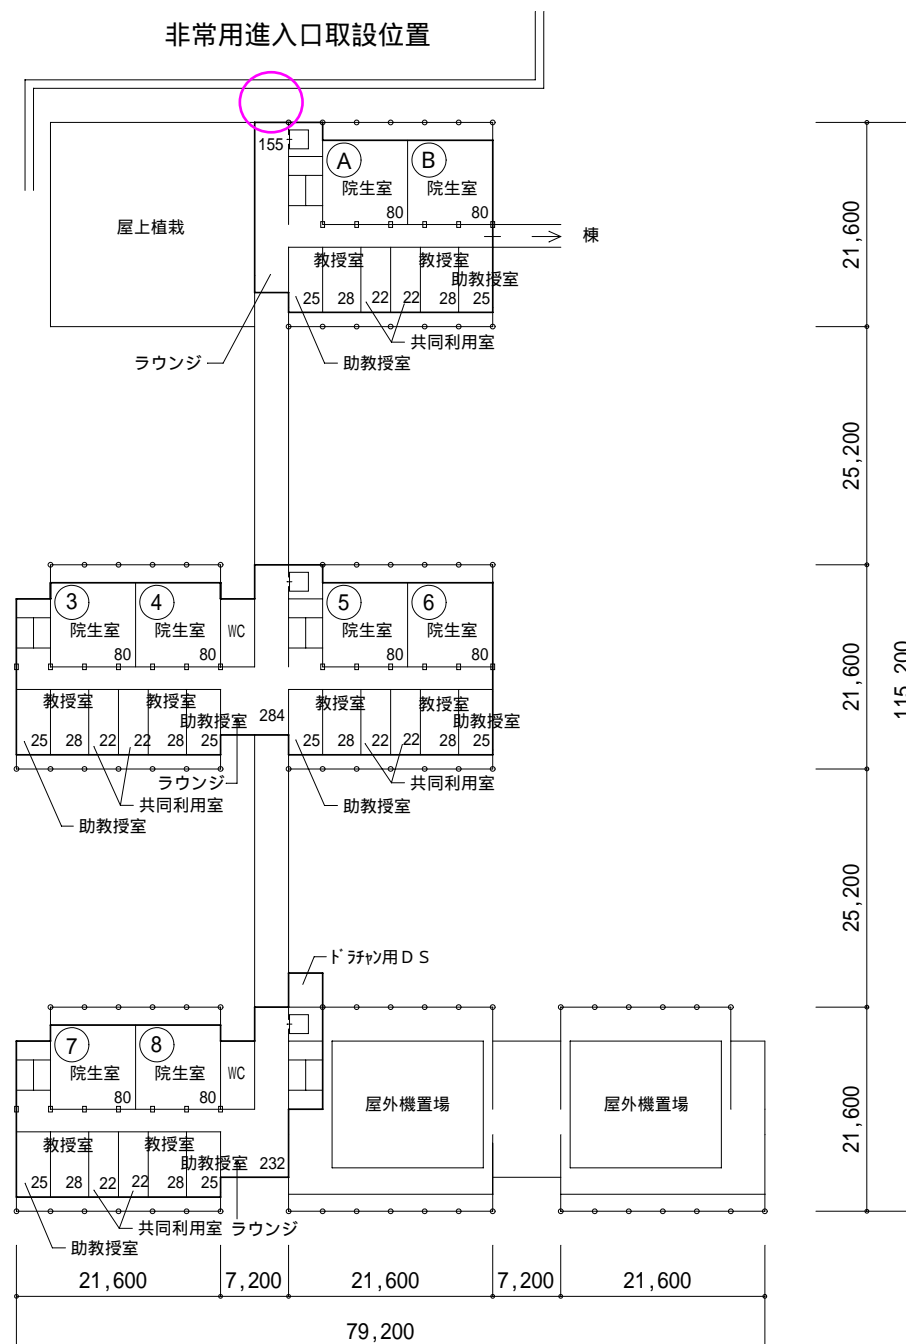 非常用進入口取設位置
155
A
B
院生室
院生室
80
80
屋上植栽
棟
教授室
教授室
助教授室
25
28
22
22
28
25
共同利用室
ラウンジ
助教授室
21,600
25,200
3
4
5
6
院生室
院生室
WC
院生室
院生室
80
80
80
80
教授室
教授室
助教授室
284
教授室
教授室
助教授室
25
28
22
22
28
25
25
28
22
22
28
25
ラウンジ
共同利用室
助教授室
共同利用室
助教授室
21,600
115,200
25,200
ドラチャン用DS
7
8
院生室
院生室
WC
80
80
屋外機置場
屋外機置場
教授室
教授室
助教授室
232
25
28
22
22
28
25
共同利用室
ラウンジ
助教授室
21,600
21,600
7,200
21,600
7,200
21,600
79,200